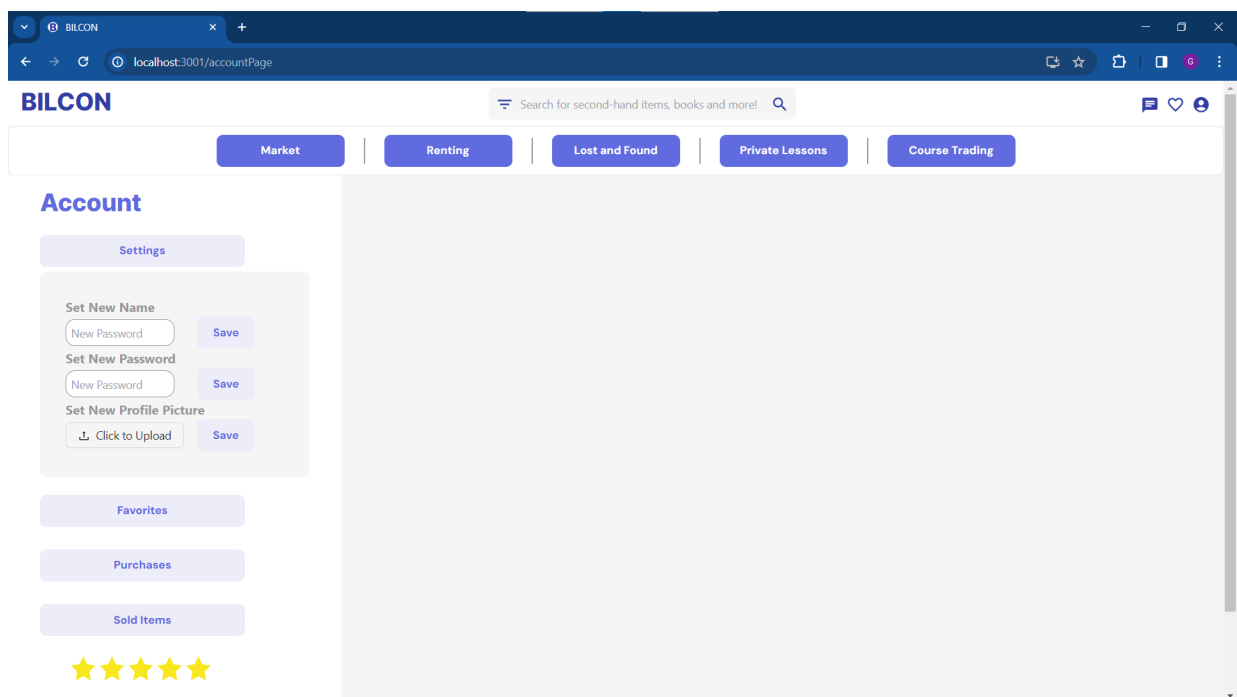 BILCON
localhost:3001/accountPage
G
BILCON
Search for second-hand items, books and more!
Market
Renting
Lost and Found
Private Lessons
Course Trading
Account
Settings
Set New Name
New Password
Save
Set New Password
New Password
Save
Set New Profile Picture
Click to Upload
Save
Favorites
Purchases
Sold Items